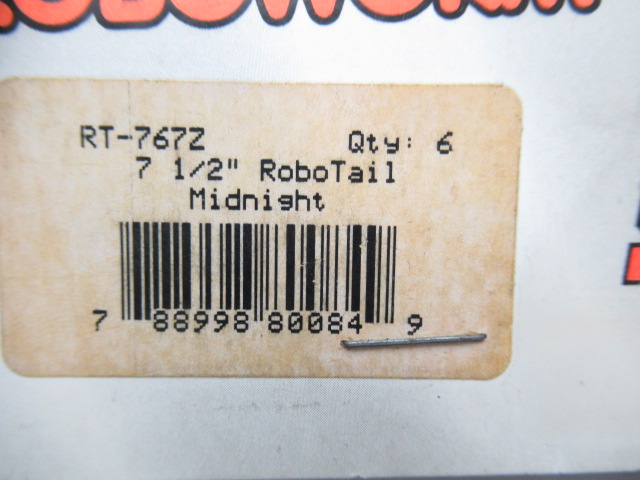 RT-767Z Qty: 6
7 1/2" RoboTail
Midnight
7 88998 80084 9